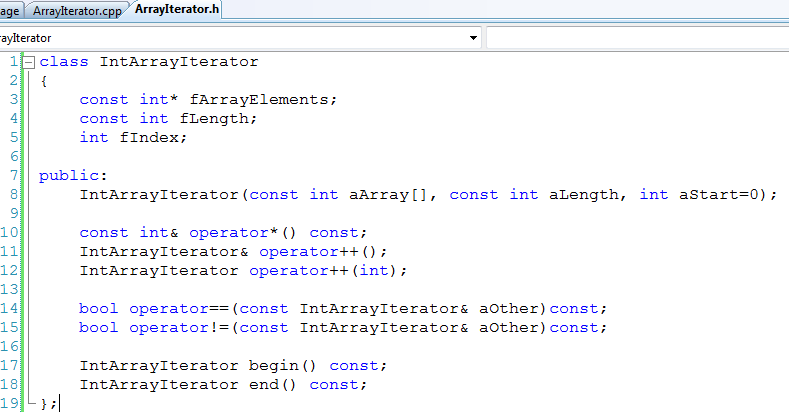 age ArrayIterator.cpp ArrayIterator.h
rayIterator
1 class IntArrayIterator
2 {
3     const int* fArrayElements;
4     const int fLength;
5     int fIndex;
6
7 public:
8     IntArrayIterator(const int aArray[], const int aLength, int aStart=0);
9
10     const int& operator*() const;
11     IntArrayIterator& operator++();
12     IntArrayIterator operator++(int);
13
14     bool operator==(const IntArrayIterator& aOther)const;
15     bool operator!=(const IntArrayIterator& aOther)const;
16
17     IntArrayIterator begin() const;
18     IntArrayIterator end() const;
19 };